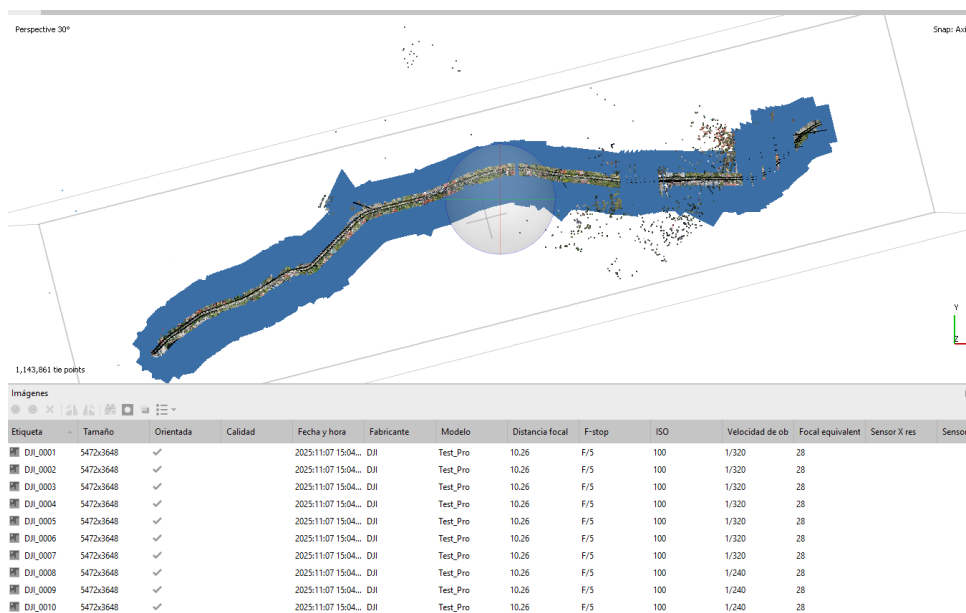 Perspective 30°
Snap: Axi
Y
Z
1,143,861 tie points
Imágenes
Etiqueta Tamaño Orientada Calidad Fecha y hora Fabricante Modelo Distancia focal F-stop ISO Velocidad de ob Focal equivalent Sensor X res Sensor
DJI_0001 5472x3648 ✓ 2025:11:07 15:04... DJI Test_Pro 10.26 F/5 100 1/320 28
DJI_0002 5472x3648 ✓ 2025:11:07 15:04... DJI Test_Pro 10.26 F/5 100 1/320 28
DJI_0003 5472x3648 ✓ 2025:11:07 15:04... DJI Test_Pro 10.26 F/5 100 1/320 28
DJI_0004 5472x3648 ✓ 2025:11:07 15:04... DJI Test_Pro 10.26 F/5 100 1/320 28
DJI_0005 5472x3648 ✓ 2025:11:07 15:04... DJI Test_Pro 10.26 F/5 100 1/320 28
DJI_0006 5472x3648 ✓ 2025:11:07 15:04... DJI Test_Pro 10.26 F/5 100 1/320 28
DJI_0007 5472x3648 ✓ 2025:11:07 15:04... DJI Test_Pro 10.26 F/5 100 1/320 28
DJI_0008 5472x3648 ✓ 2025:11:07 15:04... DJI Test_Pro 10.26 F/5 100 1/240 28
DJI_0009 5472x3648 ✓ 2025:11:07 15:04... DJI Test_Pro 10.26 F/5 100 1/240 28
DJI_0010 5472x3648 ✓ 2025:11:07 15:04... DJI Test_Pro 10.26 F/5 100 1/240 28